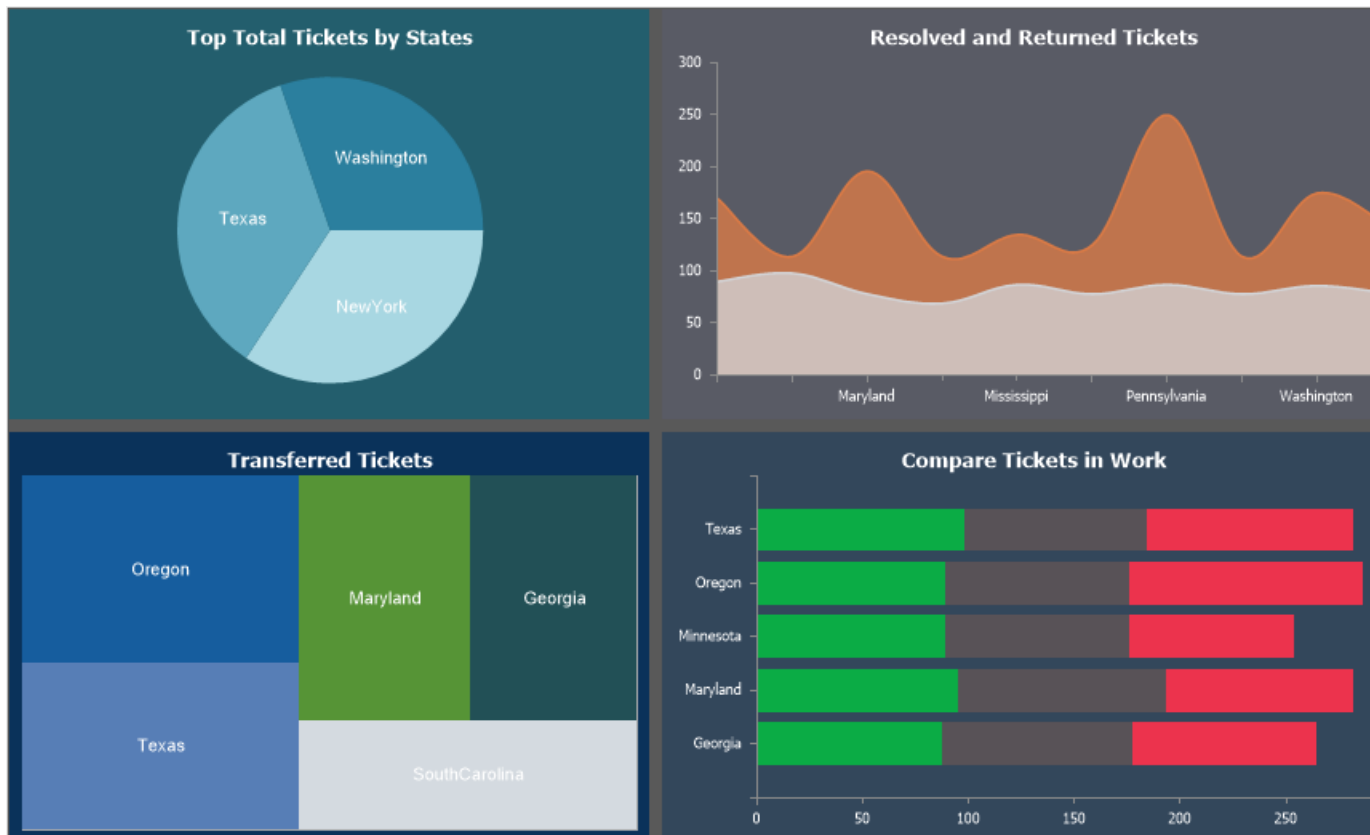 Top Total Tickets by States
Washington
Texas
NewYork
Resolved and Returned Tickets
300
250
200
150
100
50
0
Maryland Mississippi Pennsylvania Washington
Transferred Tickets
Oregon
Maryland Georgia
Texas
SouthCarolina
Compare Tickets in Work
Texas
Oregon
Minnesota
Maryland
Georgia
0 50 100 150 200 250